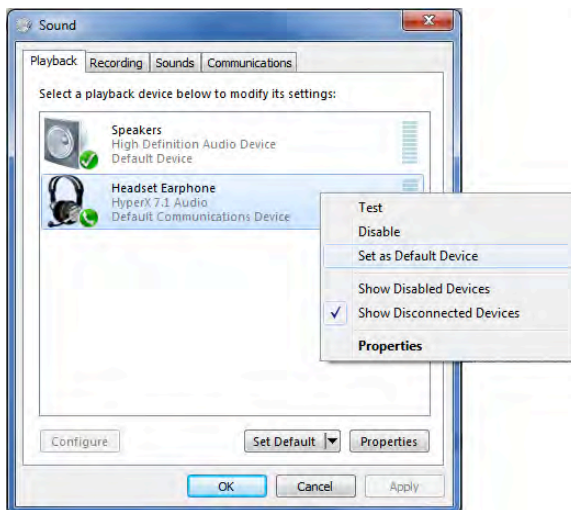 Sound
Playback Recording Sounds Communications
Select a playback device below to modify its settings:
Speakers
High Definition Audio Device
Default Device
Headset Earphone
HyperX 7.1 Audio
Default Communications Device
Test
Disable
Set as Default Device
Show Disabled Devices
Show Disconnected Devices
Properties
Configure Set Default Properties
OK Cancel Apply